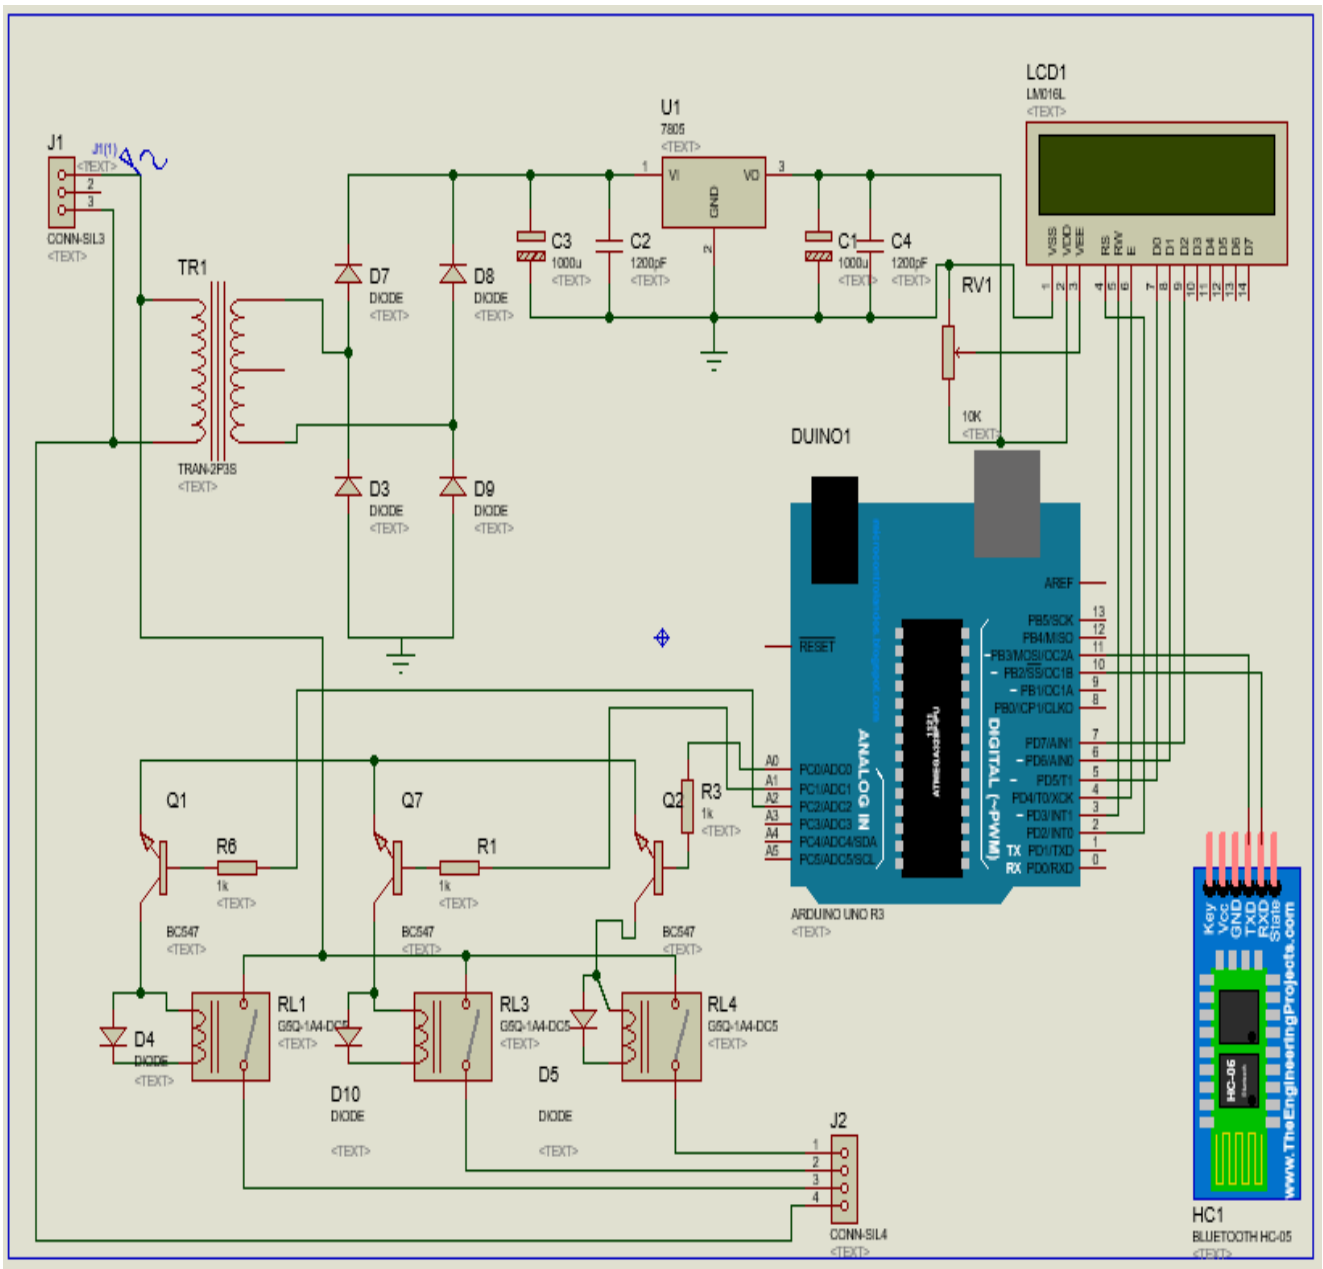 J1
J1(1)
<TEXT>
1
2
3
CONN-SIL3
<TEXT>
TR1
TRAN-2P3S
<TEXT>
D7
DIODE
<TEXT>
D8
DIODE
<TEXT>
D3
DIODE
<TEXT>
D9
DIODE
<TEXT>
C3
1000u
<TEXT>
C2
1200pF
<TEXT>
U1
7805
<TEXT>
1
VI
VO
3
GND
2
C1
1000u
<TEXT>
C4
1200pF
<TEXT>
RV1
10K
<TEXT>
LCD1
LM016L
<TEXT>
VSS
VDD
VEE
RS
RW
E
D0
D1
D2
D3
D4
D5
D6
D7
1
2
3
4
5
6
7
8
9
10
11
12
13
14
DUINO1
AREF
RESET
PB5/SCK
13
PB4/MISO
12
~PB3/MOSI/OC2A
11
~ PB2/SS/OC1B
10
~ PB1/OC1A
9
PB0/ICP1/CLKO
8
PD7/AIN1
7
~ PD6/AIN0
6
~ PD5/T1
5
PD4/T0/XCK
4
~ PD3/INT1
3
PD2/INT0
2
TX PD1/TXD
1
RX PD0/RXD
0
DIGITAL (~PWM)
ANALOG IN
ATMEGA328P-PU
1121
A0
PC0/ADC0
A1
PC1/ADC1
A2
PC2/ADC2
A3
PC3/ADC3
A4
PC4/ADC4/SDA
A5
PC5/ADC5/SCL
ARDUINO UNO R3
<TEXT>
Q1
BC547
<TEXT>
R6
1k
<TEXT>
Q7
BC547
<TEXT>
R1
1k
<TEXT>
Q2
BC547
<TEXT>
R3
1k
<TEXT>
D4
DIODE
<TEXT>
RL1
G5Q-1A4-DC5
<TEXT>
D10
DIODE
<TEXT>
RL3
G5Q-1A4-DC5
<TEXT>
D5
DIODE
<TEXT>
RL4
G5Q-1A4-DC5
<TEXT>
J2
1
2
3
4
CONN-SIL4
<TEXT>
Key
Vcc
GND
TXD
RXD
State
HC-05
Bluetooth
www.TheEngineeringProjects.com
HC1
BLUETOOTH HC-05
<TEXT>